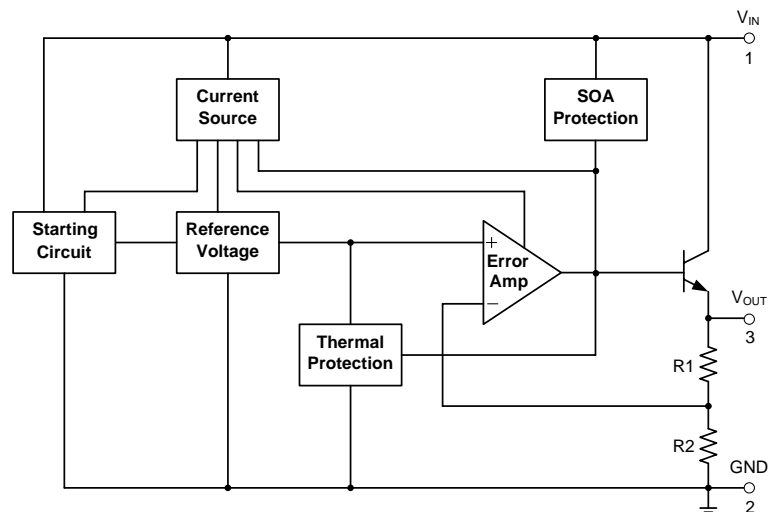 VIN
1
Current
Source
SOA
Protection
Starting
Circuit
Reference
Voltage
+
Error
Amp
−
VOUT
3
Thermal
Protection
R1
R2
GND
2